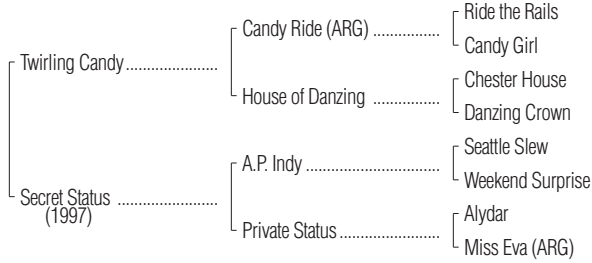 Ride the Rails
Candy Ride (ARG) ................
Candy Girl
Twirling Candy......................
Chester House
House of Danzing ................
Danzing Crown
Seattle Slew
A.P. Indy ................................
Weekend Surprise
Secret Status ........................
(1997)
Alydar
Private Status........................
Miss Eva (ARG)